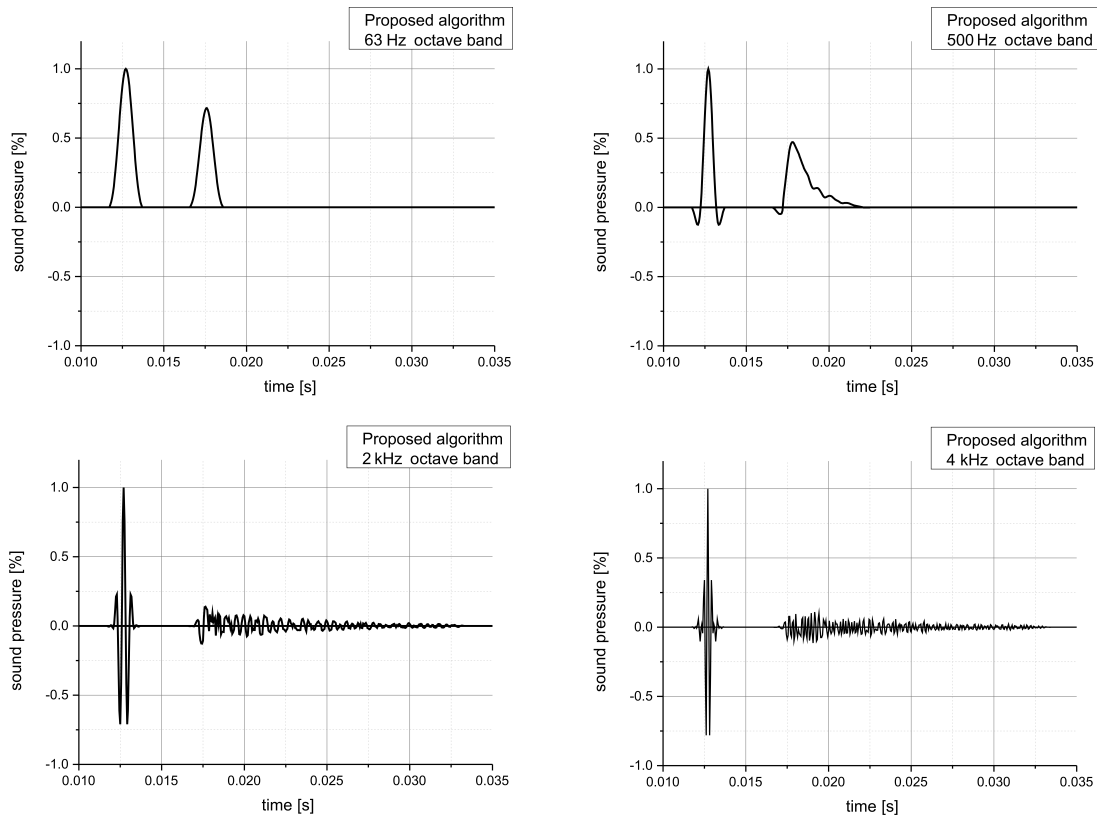 Proposed algorithm
63 Hz octave band
1.0
0.5
0.0
-0.5
-1.0
sound pressure [%]
0.010 0.015 0.020 0.025 0.030 0.035
time [s]
Proposed algorithm
500 Hz octave band
1.0
0.5
0.0
-0.5
-1.0
sound pressure [%]
0.010 0.015 0.020 0.025 0.030 0.035
time [s]
Proposed algorithm
2 kHz octave band
1.0
0.5
0.0
-0.5
-1.0
sound pressure [%]
0.010 0.015 0.020 0.025 0.030 0.035
time [s]
Proposed algorithm
4 kHz octave band
1.0
0.5
0.0
-0.5
-1.0
sound pressure [%]
0.010 0.015 0.020 0.025 0.030 0.035
time [s]